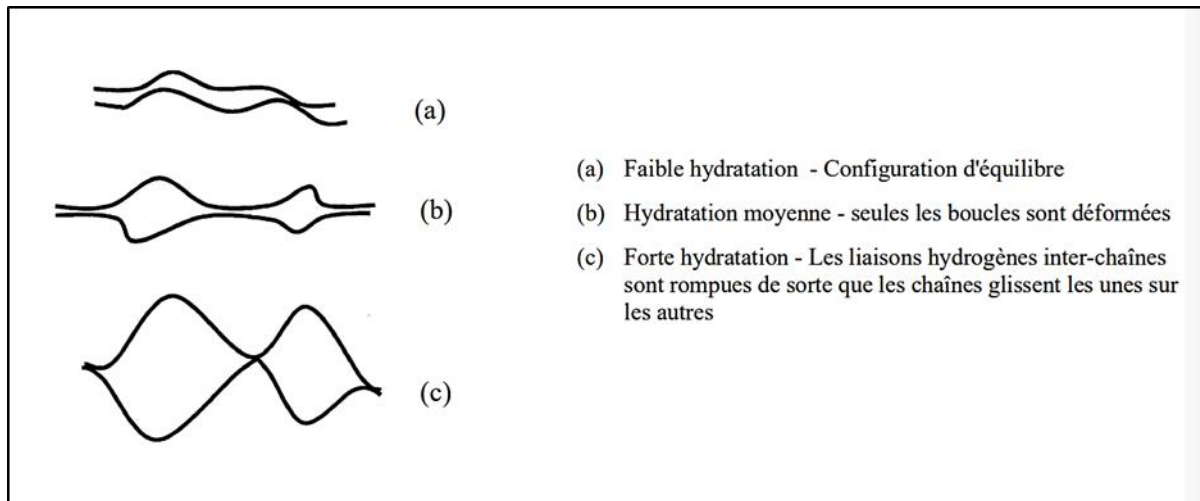 (a)
(b)
(c)
(a) Faible hydratation - Configuration d'équilibre
(b) Hydratation moyenne - seules les boucles sont déformées
(c) Forte hydratation - Les liaisons hydrogènes inter-chaînes
sont rompues de sorte que les chaînes glissent les unes sur
les autres